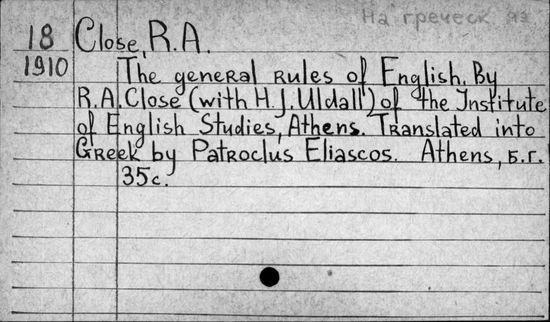 На греческ яз
18 Close, R.A.
1910 The general rules of English. By
R.A. Close (with H.J. Uldall) of the Institute
of English Studies, Athens. Translated into
Greek by Patroclus Eliascos. Athens, б.г.
35с.